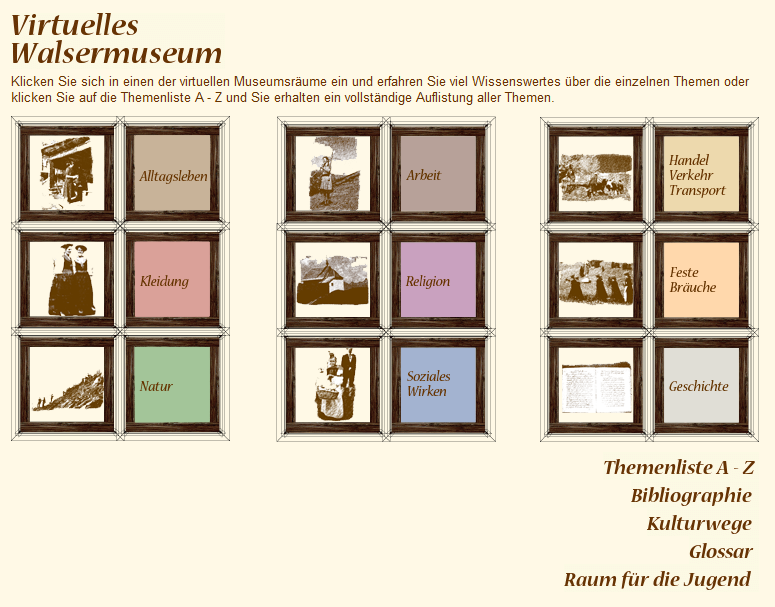 Virtuelles
Walsermuseum
Klicken Sie sich in einen der virtuellen Museumsräume ein und erfahren Sie viel Wissenswertes über die einzelnen Themen oder
klicken Sie auf die Themenliste A - Z und Sie erhalten ein vollständige Auflistung aller Themen.
Alltagsleben
Arbeit
Handel
Verkehr
Transport
Kleidung
Religion
Feste
Bräuche
Natur
Soziales
Wirken
Geschichte
Themenliste A - Z
Bibliographie
Kulturwege
Glossar
Raum für die Jugend